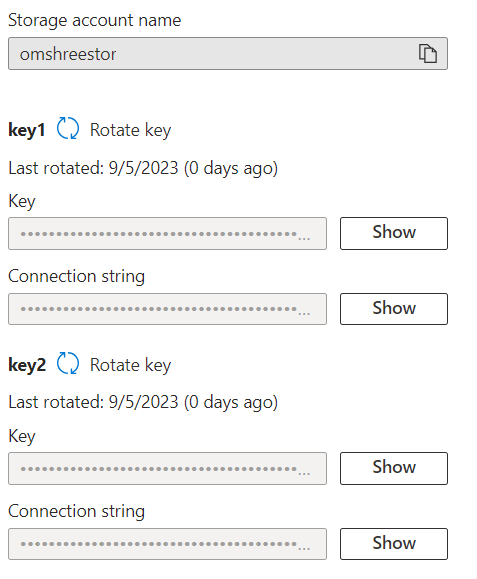 Storage account name
omshreestor
key1 Rotate key
Last rotated: 9/5/2023 (0 days ago)
Key
••••••••••••••••••••••••••••••••••••••••... Show
Connection string
••••••••••••••••••••••••••••••••••••••••... Show
key2 Rotate key
Last rotated: 9/5/2023 (0 days ago)
Key
••••••••••••••••••••••••••••••••••••••••... Show
Connection string
••••••••••••••••••••••••••••••••••••••••... Show